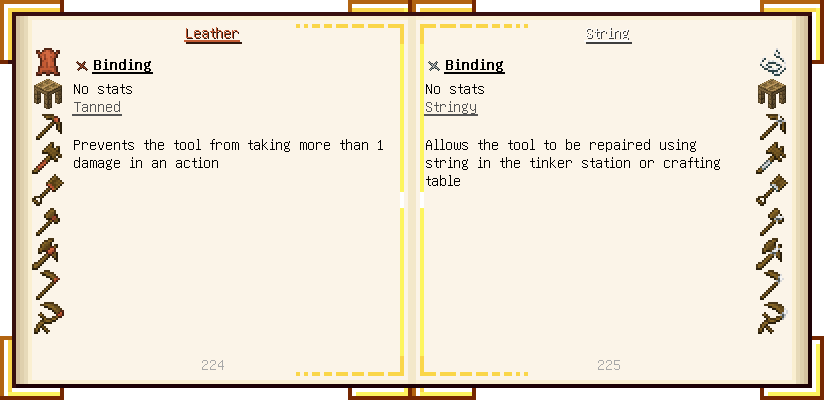 Leather
Binding
No stats
Tanned
Prevents the tool from taking more than 1
damage in an action
224
String
Binding
No stats
Stringy
Allows the tool to be repaired using
string in the tinker station or crafting
table
225